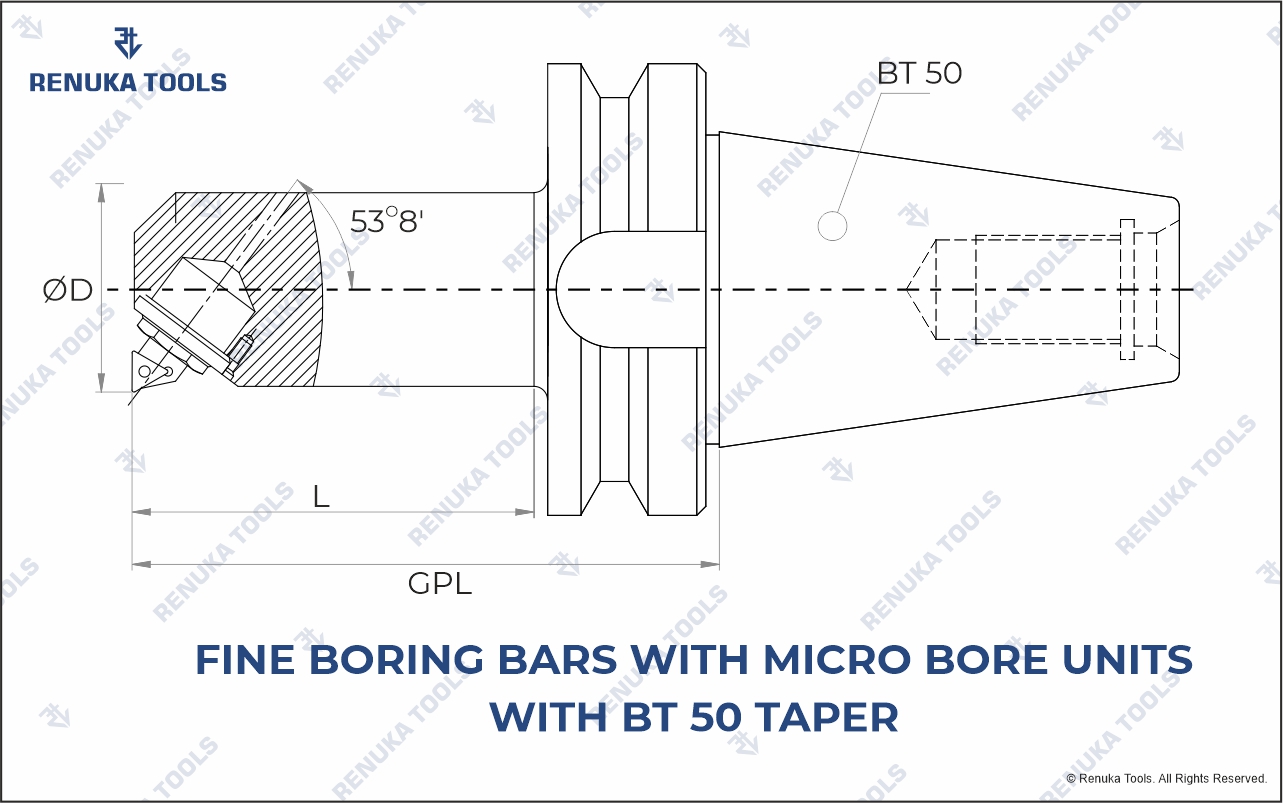 RENUKA TOOLS
BT 50
53°8'
ØD
L
GPL
FINE BORING BARS WITH MICRO BORE UNITS
WITH BT 50 TAPER
© Renuka Tools. All Rights Reserved.